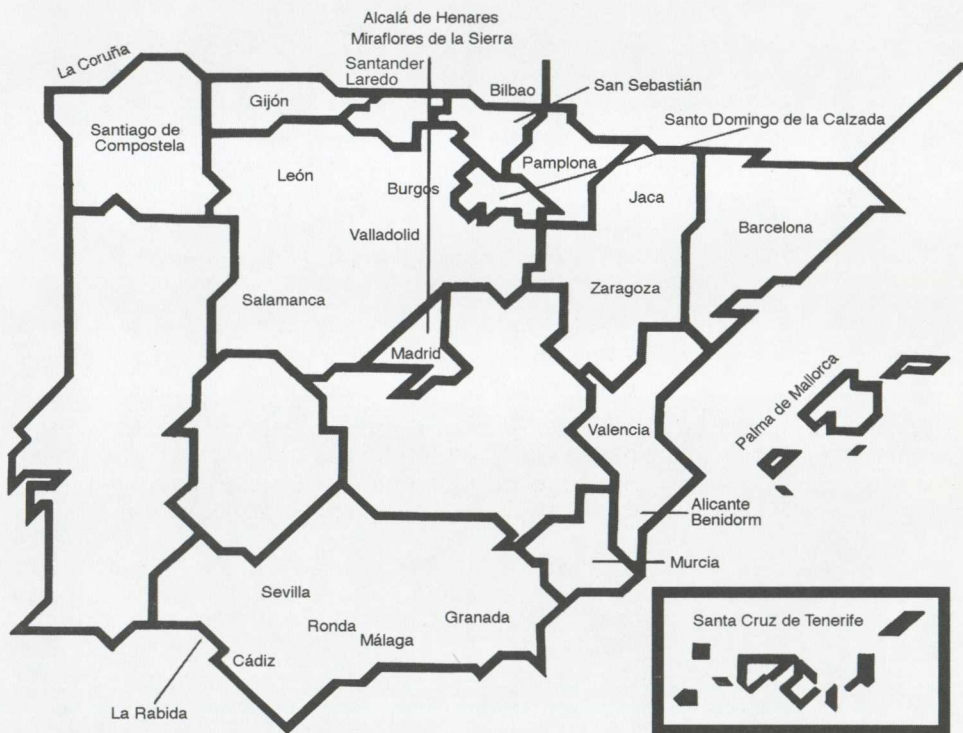 Alcalá de Henares
Miraflores de la Sierra
La Coruña
Santander
Laredo
Bilbao
San Sebastián
Gijón
Santo Domingo de la Calzada
Santiago de
Compostela
Pamplona
León
Burgos
Jaca
Valladolid
Barcelona
Salamanca
Zaragoza
Madrid
Palma de Mallorca
Valencia
Alicante
Benidorm
Murcia
Sevilla
Ronda
Málaga
Granada
Cádiz
La Rabida
Santa Cruz de Tenerife